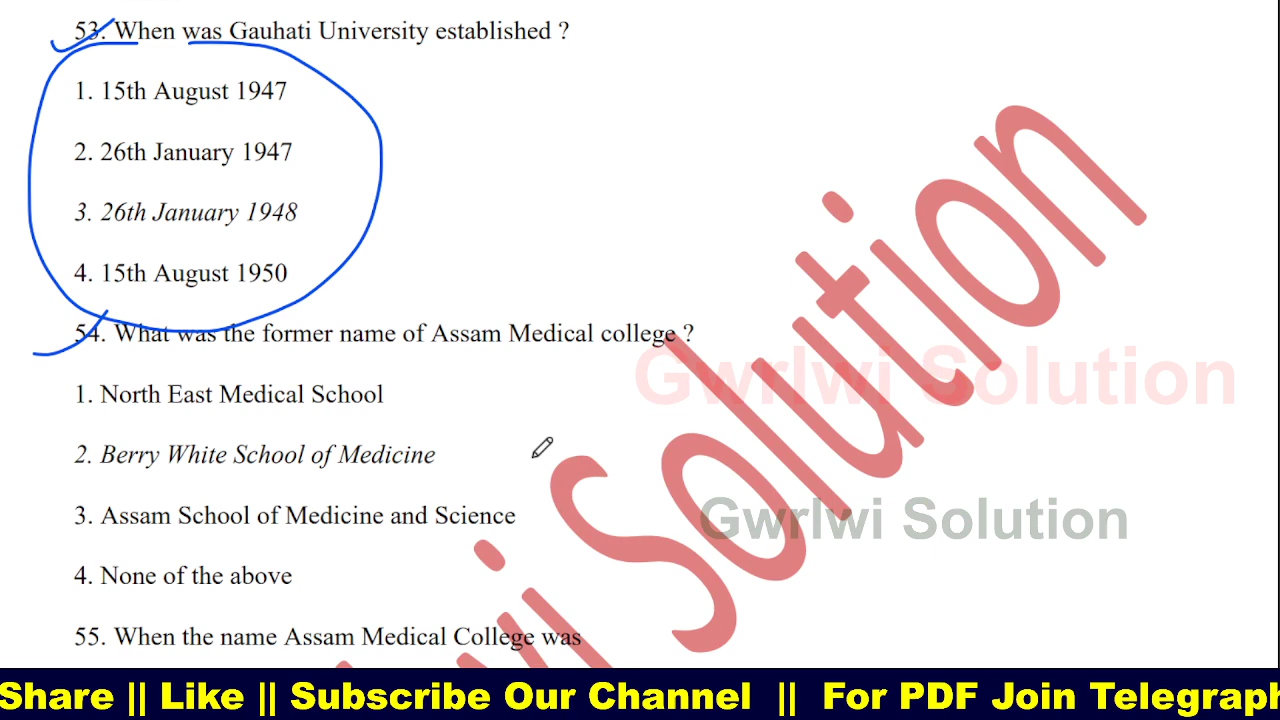 53. When was Gauhati University established ?
1. 15th August 1947
2. 26th January 1947
3. 26th January 1948
4. 15th August 1950
54. What was the former name of Assam Medical college ?
1. North East Medical School
Gwrlwi Solution
2. Berry White School of Medicine
3. Assam School of Medicine and Science
Gwrlwi Solution
4. None of the above
55. When the name Assam Medical College was
wi Solution
Share || Like || Subscribe Our Channel || For PDF Join Telegraph